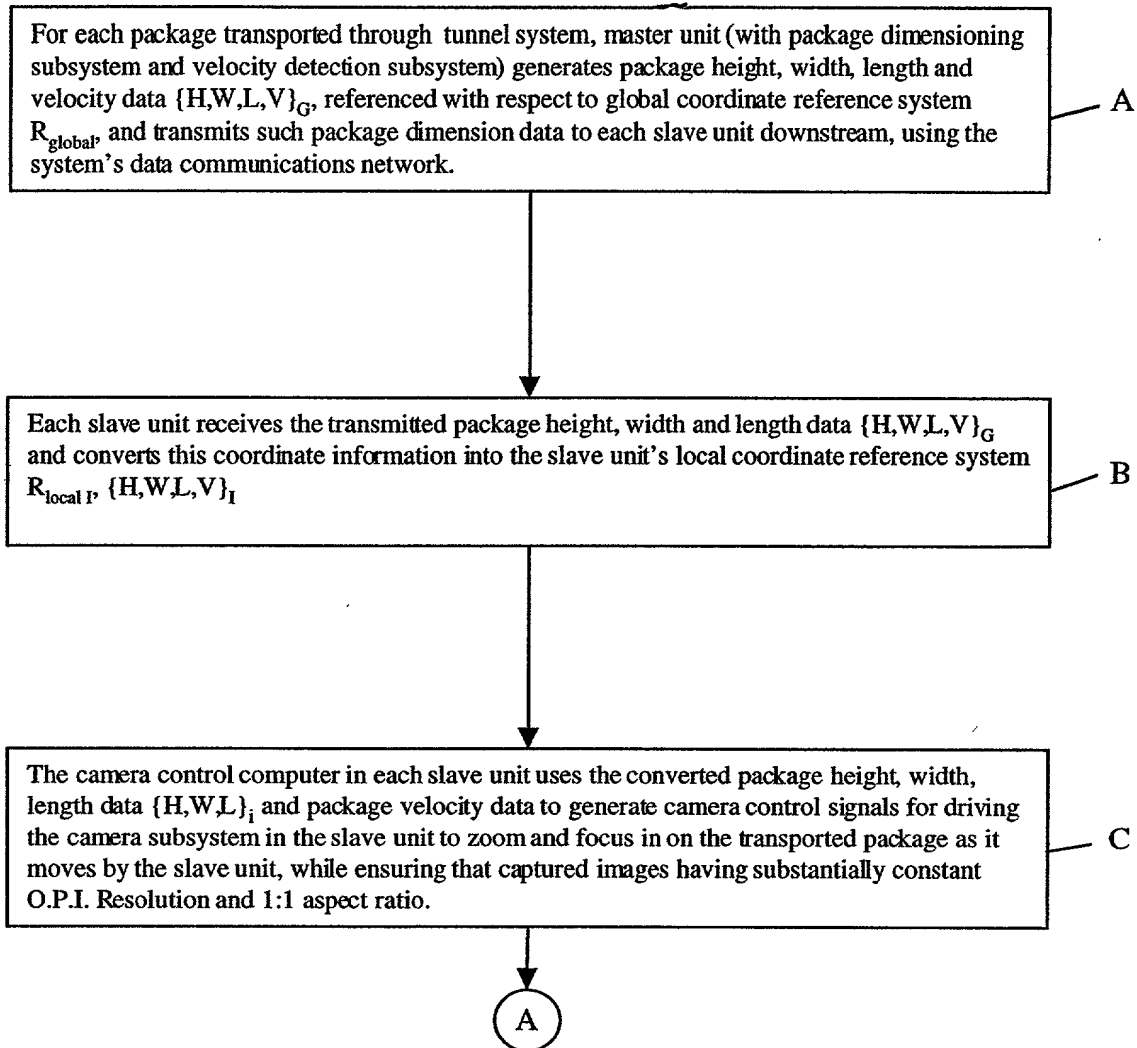 For each package transported through tunnel system, master unit (with package dimensioning
subsystem and velocity detection subsystem) generates package height, width, length and
velocity data {H,W,L,V}G, referenced with respect to global coordinate reference system
Rglobal, and transmits such package dimension data to each slave unit downstream, using the
system's data communications network.
A
Each slave unit receives the transmitted package height, width and length data {H,W,L,V}G
and converts this coordinate information into the slave unit's local coordinate reference system
Rlocal I, {H,W,L,V}I
B
The camera control computer in each slave unit uses the converted package height, width,
length data {H,W,L}i and package velocity data to generate camera control signals for driving
the camera subsystem in the slave unit to zoom and focus in on the transported package as it
moves by the slave unit, while ensuring that captured images having substantially constant
O.P.I. Resolution and 1:1 aspect ratio.
C
A